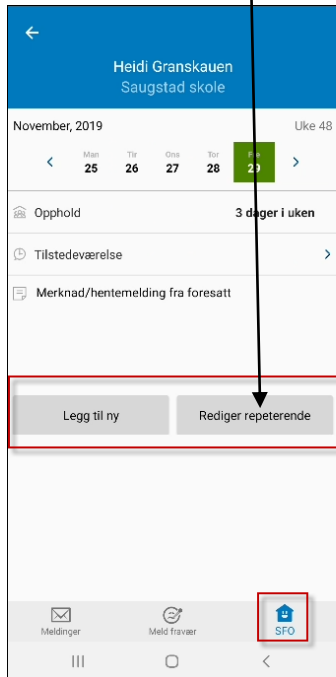 Heidi Granskauen
Saugstad skole
November, 2019 Uke 48
Man Tir Ons Tor Fre
25 26 27 28 29
Opphold 3 dager i uken
Tilstedeværelse
Merknad/hentemelding fra foresatt
Legg til ny Rediger repeterende
Meldinger Meld fravær SFO